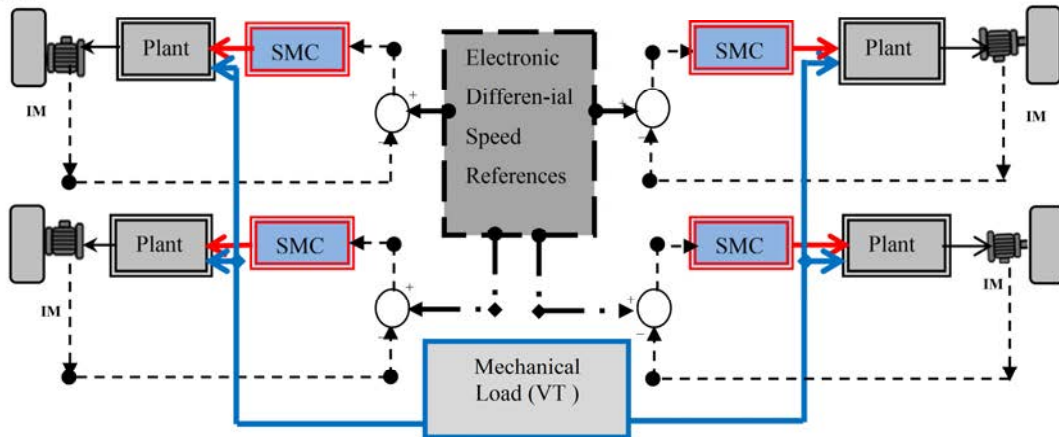 Plant
SMC
Electronic
Differen-ial
Speed
References
SMC
Plant
IM
+
−
+
−
IM
Plant
SMC
SMC
Plant
IM
+
−
+
−
IM
Mechanical
Load (VT )